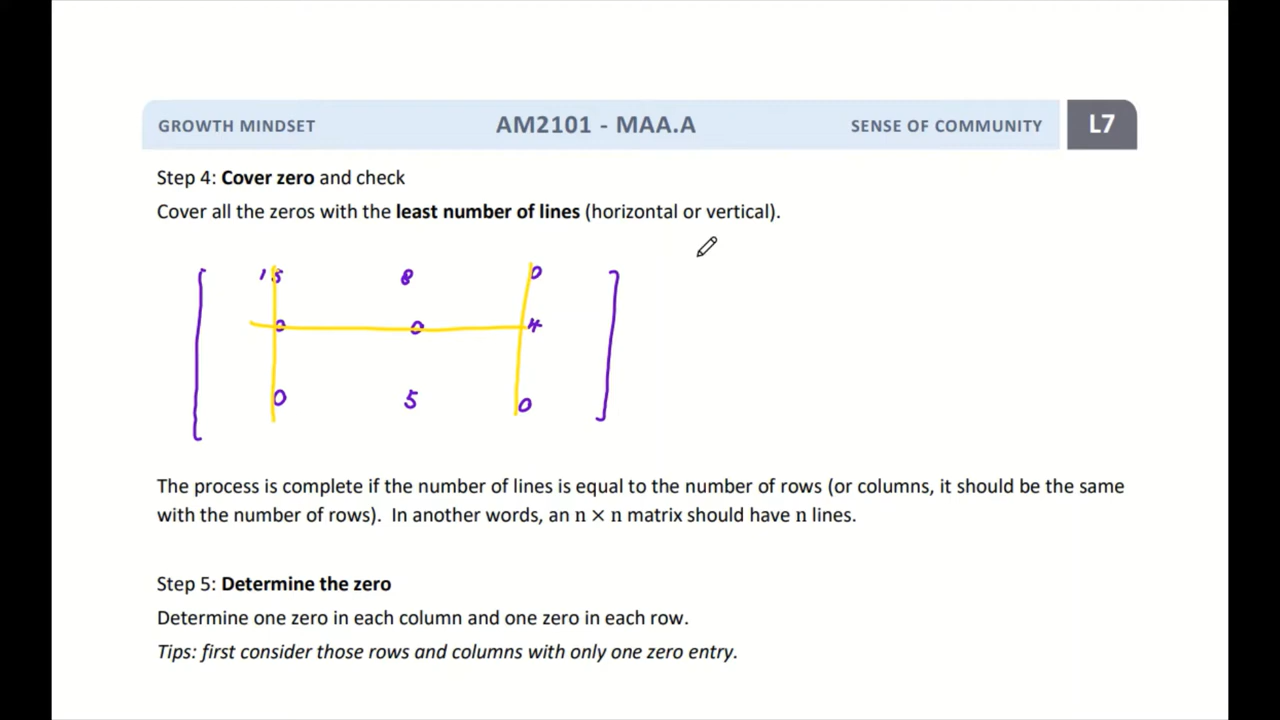 GROWTH MINDSET AM2101 - MAA.A SENSE OF COMMUNITY L7
Step 4: Cover zero and check
Cover all the zeros with the least number of lines (horizontal or vertical).
15 8 0
0 0 4
0 5 0
The process is complete if the number of lines is equal to the number of rows (or columns, it should be the same
with the number of rows). In another words, an n × n matrix should have n lines.
Step 5: Determine the zero
Determine one zero in each column and one zero in each row.
Tips: first consider those rows and columns with only one zero entry.